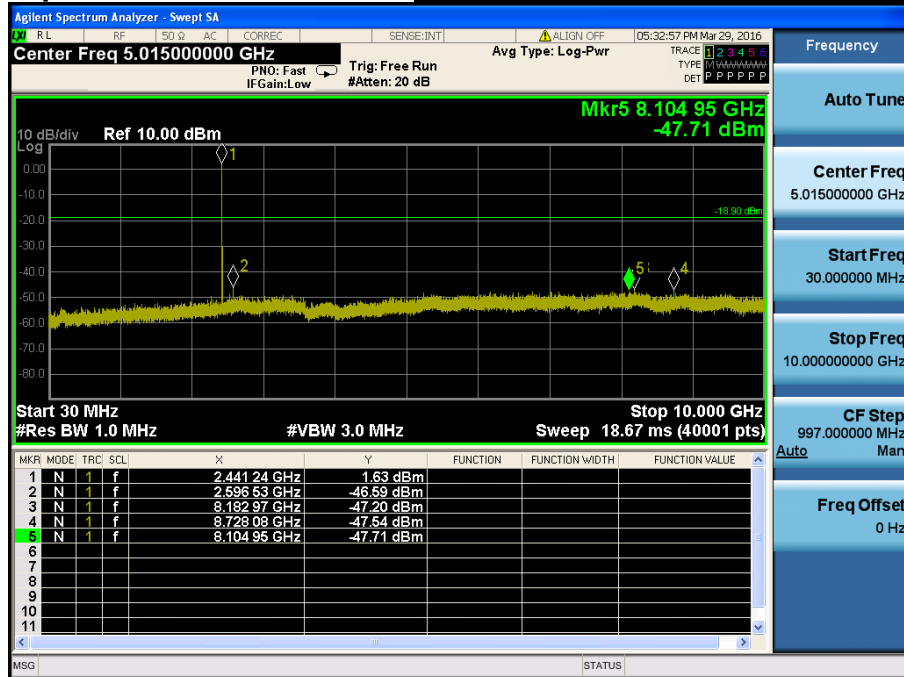 Agilent Spectrum Analyzer - Swept SA
LXI RL RF 50 Ω AC CORREC SENSE:INT ALIGN OFF 05:32:57 PM Mar 29, 2016
Center Freq 5.015000000 GHz
PNO: Fast
IFGain:Low
Trig: Free Run
#Atten: 20 dB
Avg Type: Log-Pwr
TRACE 1 2 3 4 5 6
TYPE M WWWWW
DET P P P P P P
Mkr5 8.104 95 GHz
-47.71 dBm
10 dB/div Ref 10.00 dBm
Log
1
0.00
-10.0
-20.0
-18.90 dBm
-30.0
-40.0
2
5
4
-50.0
-60.0
-70.0
-80.0
Start 30 MHz Stop 10.000 GHz
#Res BW 1.0 MHz #VBW 3.0 MHz Sweep 18.67 ms (40001 pts)
MKR MODE TRC SCL X Y FUNCTION FUNCTION WIDTH FUNCTION VALUE
1 N 1 f 2.441 24 GHz 1.63 dBm
2 N 1 f 2.596 53 GHz -46.59 dBm
3 N 1 f 8.182 97 GHz -47.20 dBm
4 N 1 f 8.728 08 GHz -47.54 dBm
5 N 1 f 8.104 95 GHz -47.71 dBm
6
7
8
9
10
11
MSG STATUS
Frequency
Auto Tune
Center Freq
5.015000000 GHz
Start Freq
30.000000 MHz
Stop Freq
10.000000000 GHz
CF Step
997.000000 MHz
Auto Man
Freq Offset
0 Hz